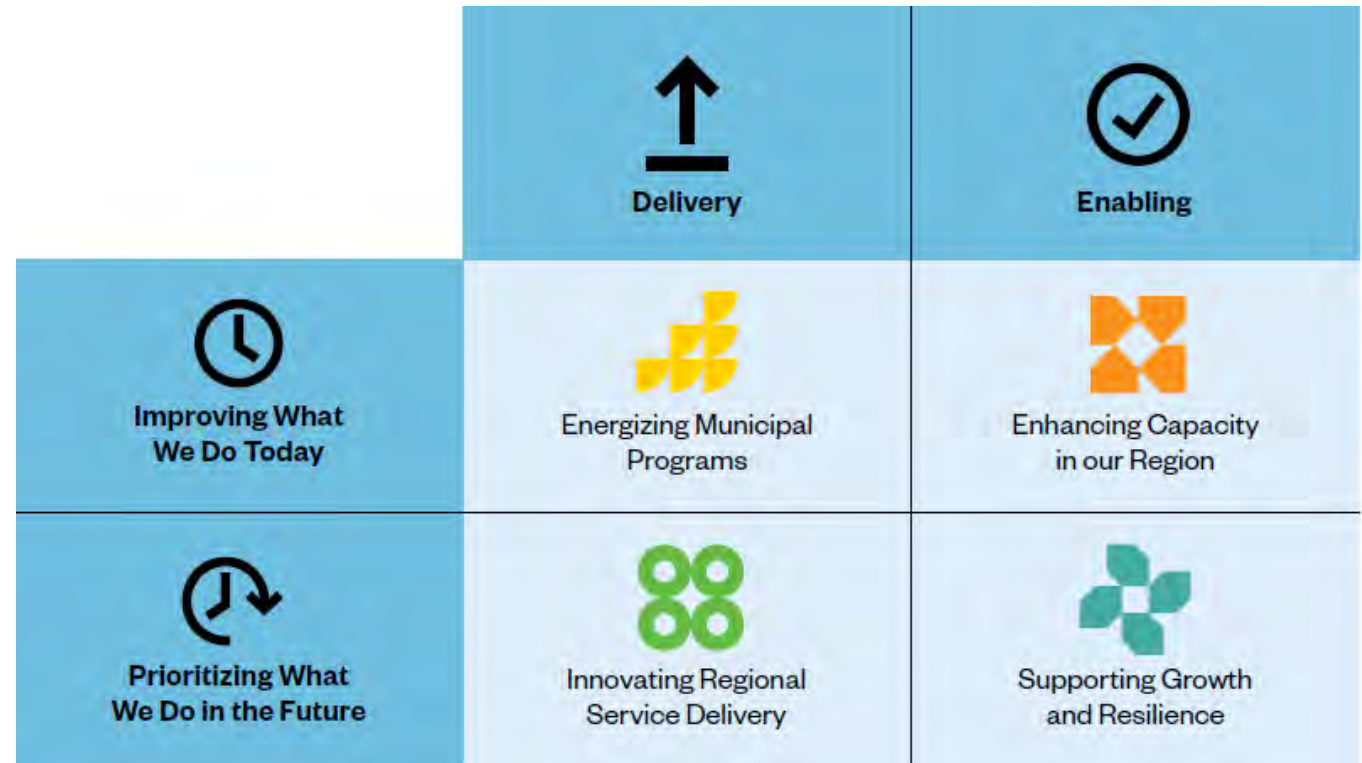 Delivery
Enabling
Improving What
We Do Today
Energizing Municipal
Programs
Enhancing Capacity
in our Region
Prioritizing What
We Do in the Future
Innovating Regional
Service Delivery
Supporting Growth
and Resilience